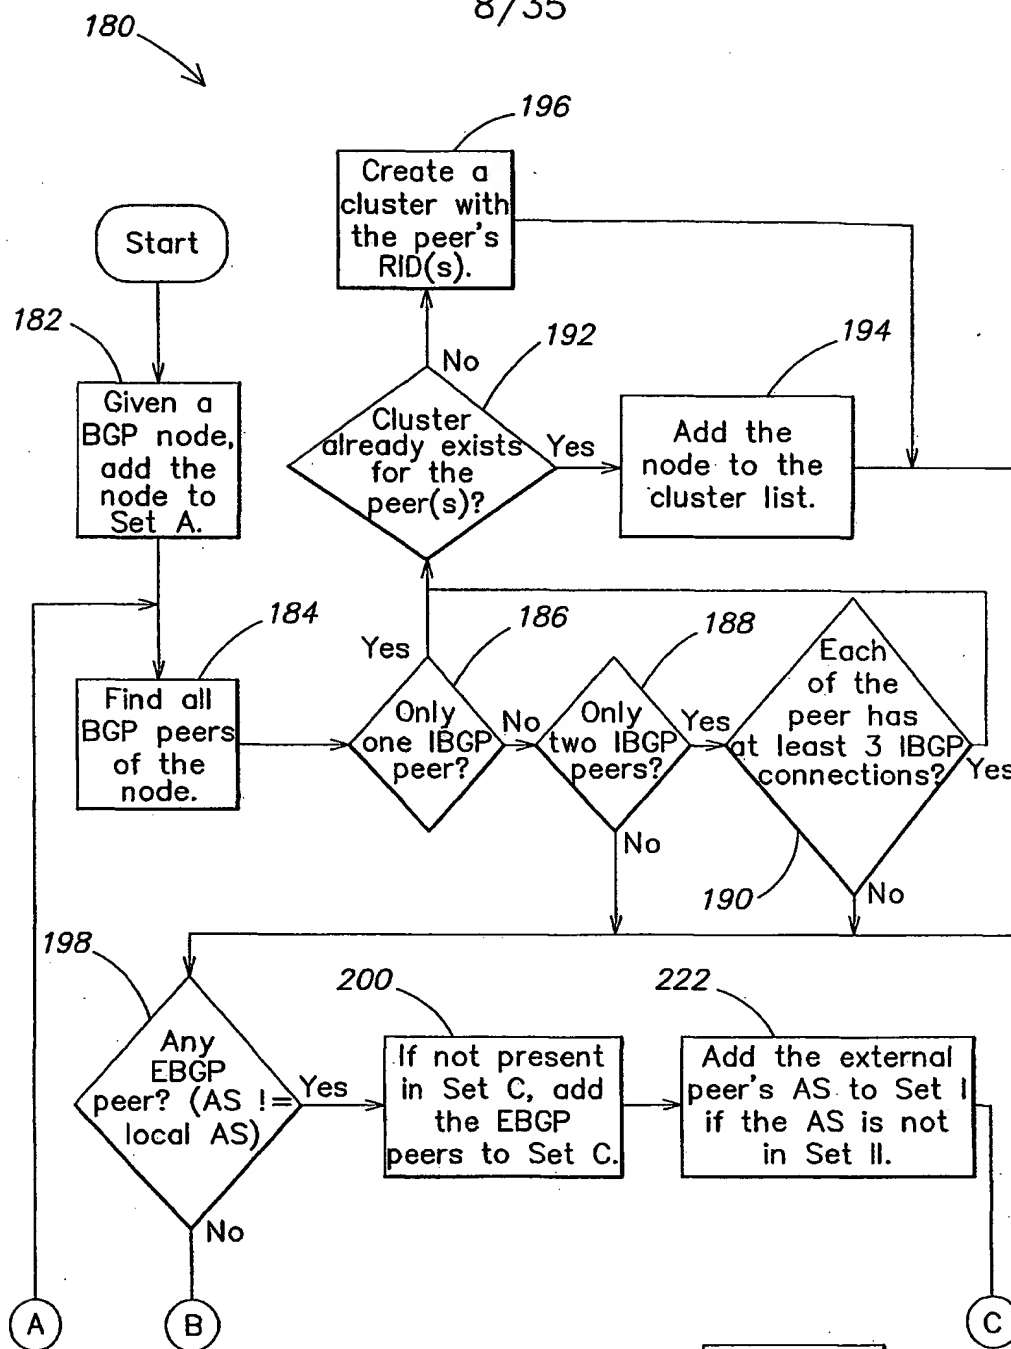 8/35
180
196
Create a
cluster with
the peer's
RID(s).
Start
182
192
194
No
Given a
BGP node,
add the
node to
Set A.
Cluster
already exists
for the
peer(s)?
Yes
Add the
node to the
cluster list.
184
186
188
Yes
Find all
BGP peers
of the
node.
Only
one IBGP
peer?
No
Only
two IBGP
peers?
Yes
Each
of the
peer has
at least 3 IBGP
connections?
Yes
No
190
No
198
200
222
Any
EBGP
peer? (AS !=
local AS)
Yes
If not present
in Set C, add
the EBGP
peers to Set C.
Add the external
peer's AS to Set I
if the AS is not
in Set II.
No
A
B
C